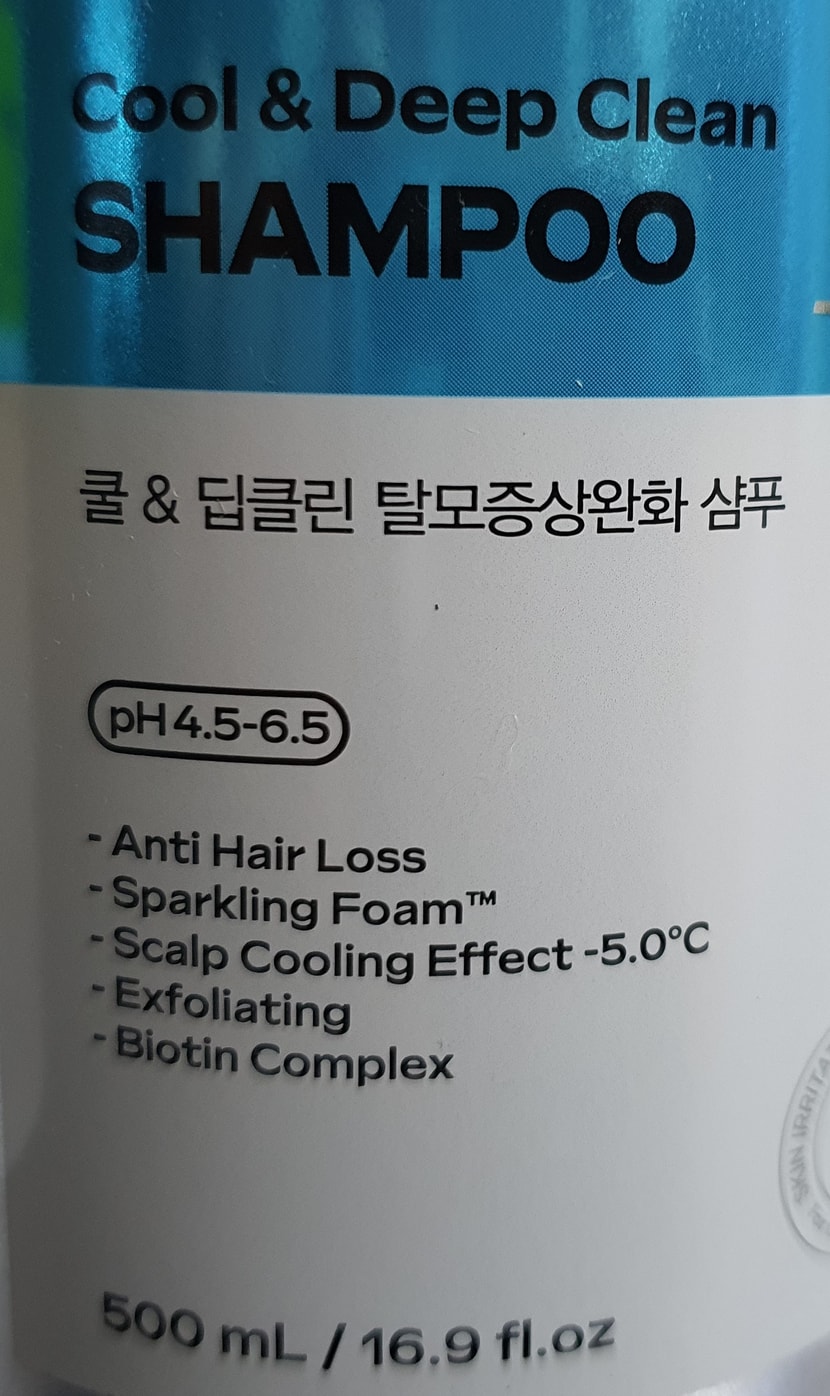 Cool & Deep Clean
SHAMPOO
쿨 & 딥클린 탈모증상완화 샴푸
pH 4.5-6.5
- Anti Hair Loss
- Sparkling Foam™
- Scalp Cooling Effect -5.0°C
- Exfoliating
- Biotin Complex
SKIN
500 mL / 16.9 fl.oz